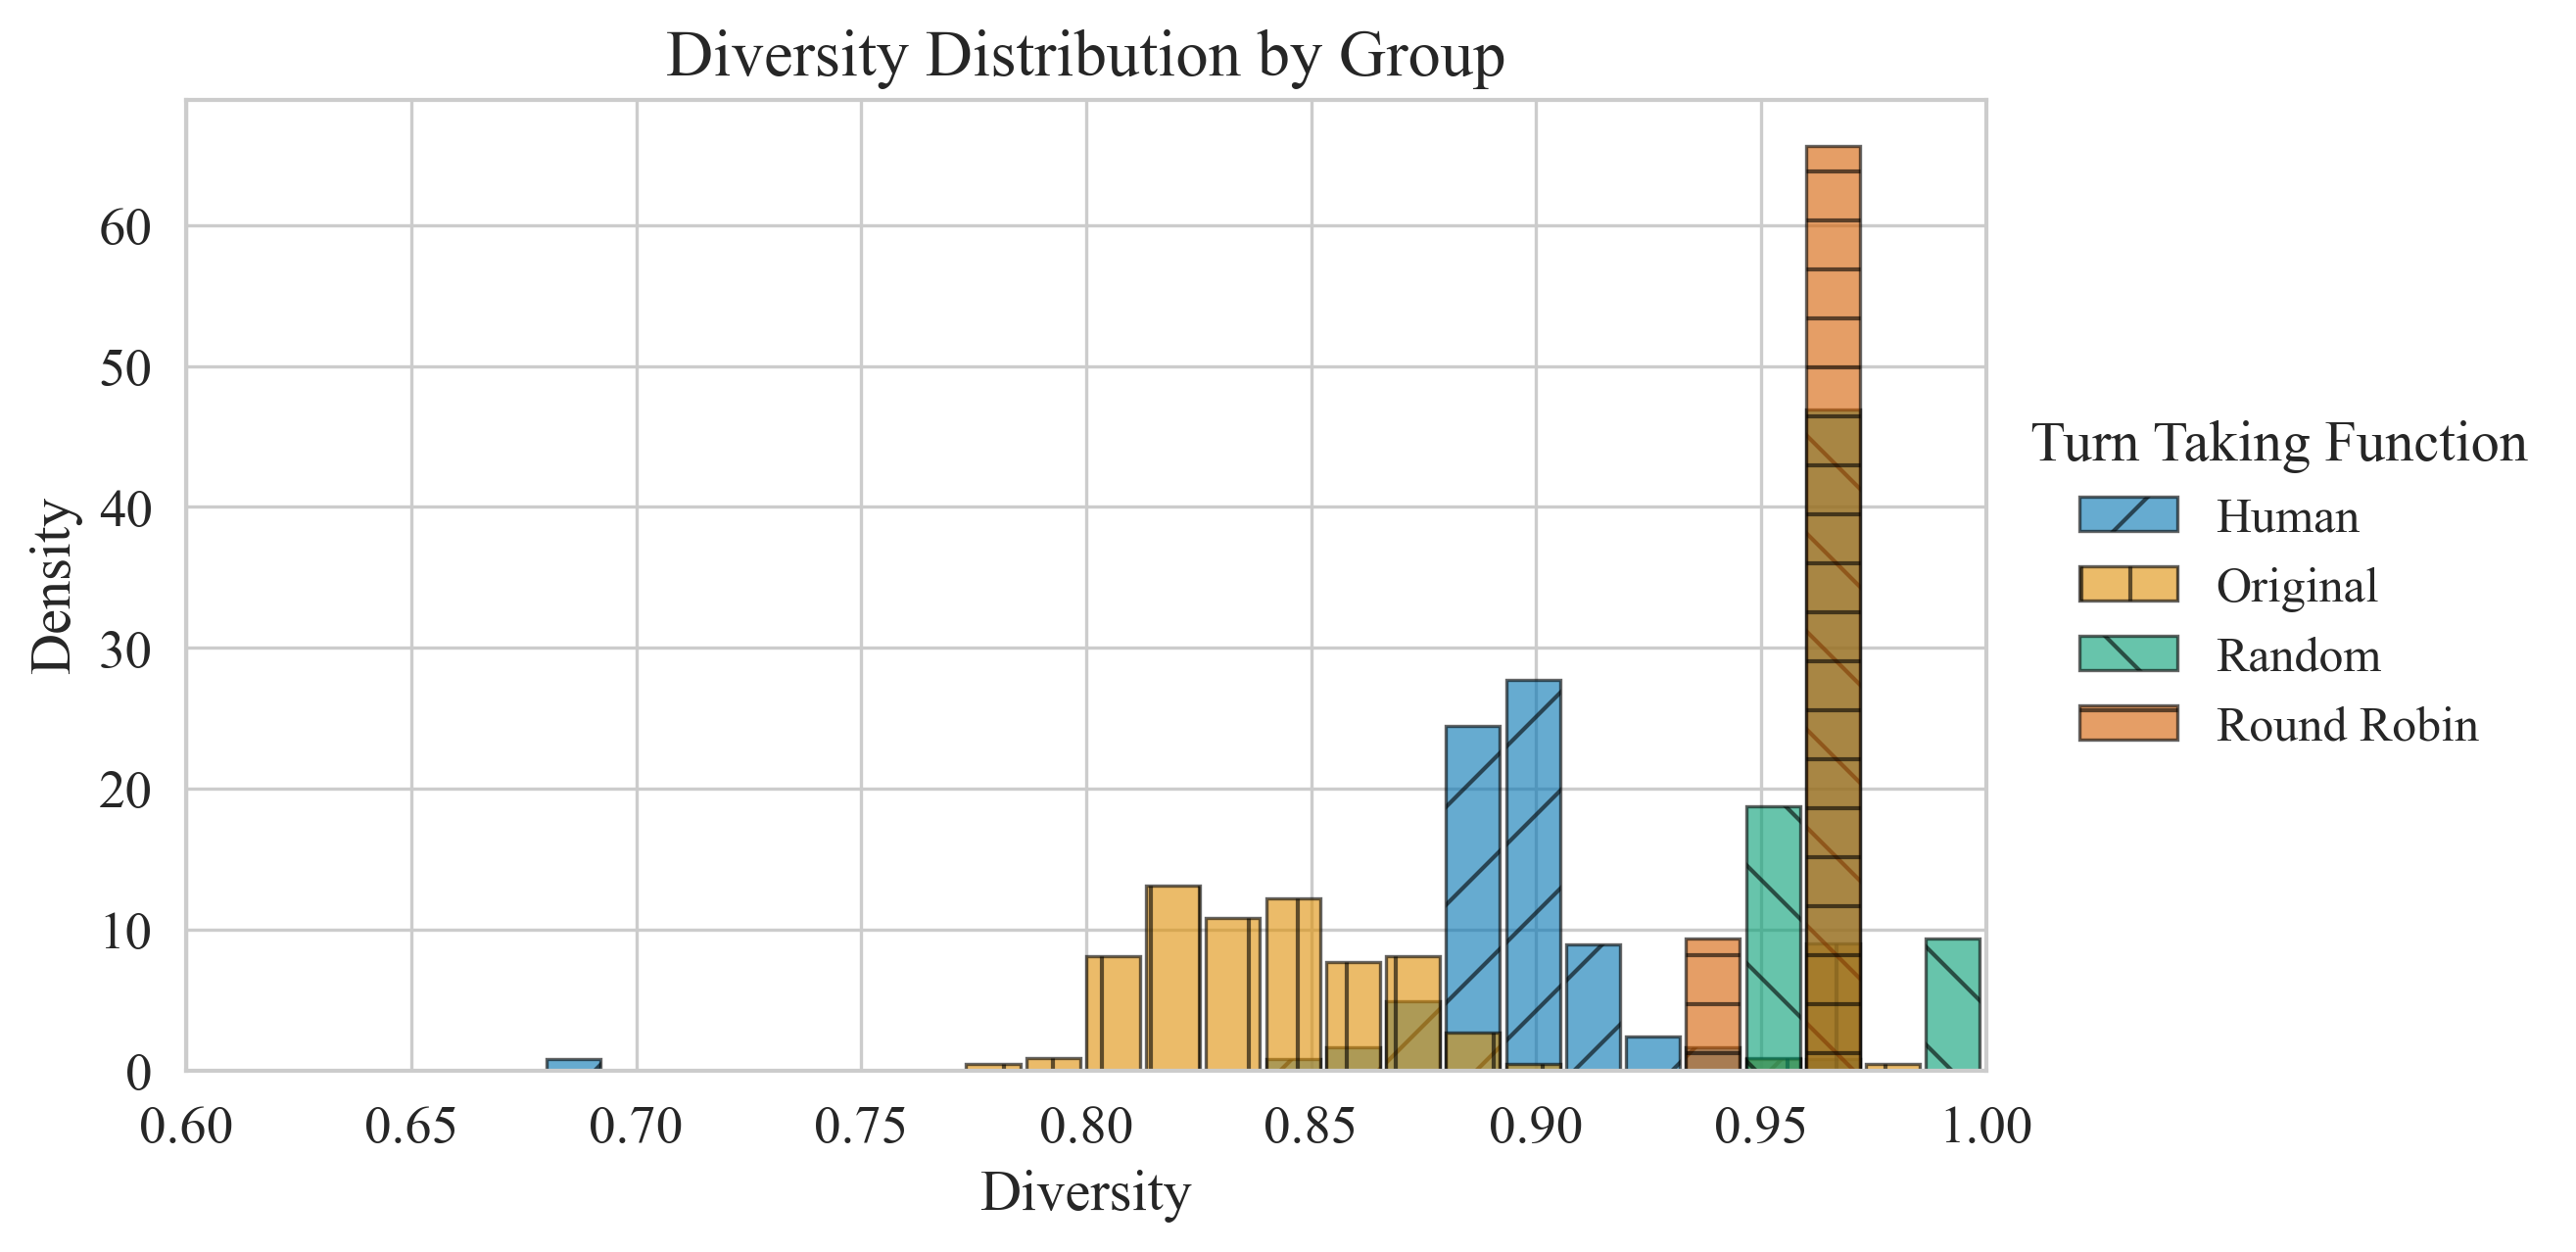 Diversity Distribution by Group
60
50
40
30
20
10
0
Density
0.60 0.65 0.70 0.75 0.80 0.85 0.90 0.95 1.00
Diversity
Turn Taking Function
Human
Original
Random
Round Robin